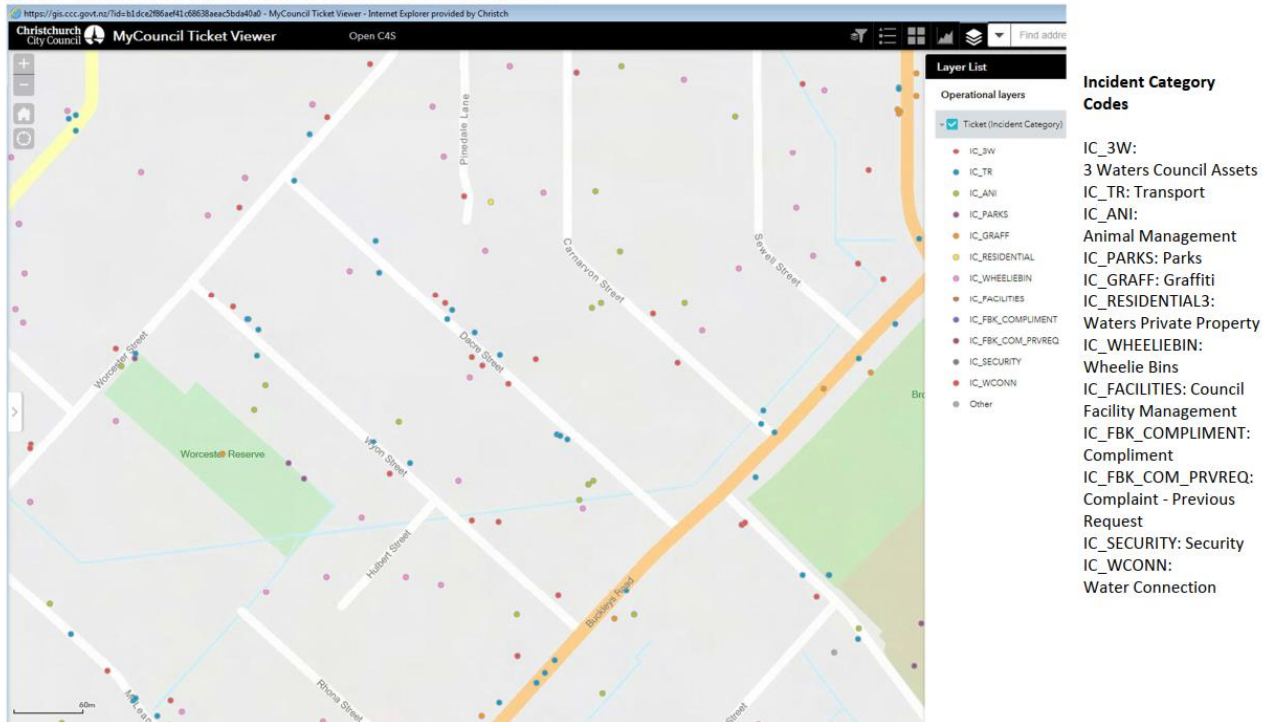 https://gis.ccc.govt.nz/?id=b1dce2f86aef41c68638aeac5bda40a0 - MyCouncil Ticket Viewer - Internet Explorer provided by Christch
Christchurch
City Council
MyCouncil Ticket Viewer
Open C4S
Find addre
Layer List
Operational layers
Ticket (Incident Category)
IC_3W
IC_TR
IC_ANI
IC_PARKS
IC_GRAFF
IC_RESIDENTIAL
IC_WHEELIEBIN
IC_FACILITIES
IC_FBK_COMPLIMENT
IC_FBK_COM_PRVREQ
IC_SECURITY
IC_WCONN
Other
Pinedale Lane
Carnarvon Street
Sewell Street
Worcester Street
Dacre Street
Bro
Worcester Reserve
Wyon Street
Hulbert Street
Buckleys Road
Rhona Street
McLean
Street
60m
Incident Category
Codes
IC_3W:
3 Waters Council Assets
IC_TR: Transport
IC_ANI:
Animal Management
IC_PARKS: Parks
IC_GRAFF: Graffiti
IC_RESIDENTIAL3:
Waters Private Property
IC_WHEELIEBIN:
Wheelie Bins
IC_FACILITIES: Council
Facility Management
IC_FBK_COMPLIMENT:
Compliment
IC_FBK_COM_PRVREQ:
Complaint - Previous
Request
IC_SECURITY: Security
IC_WCONN:
Water Connection